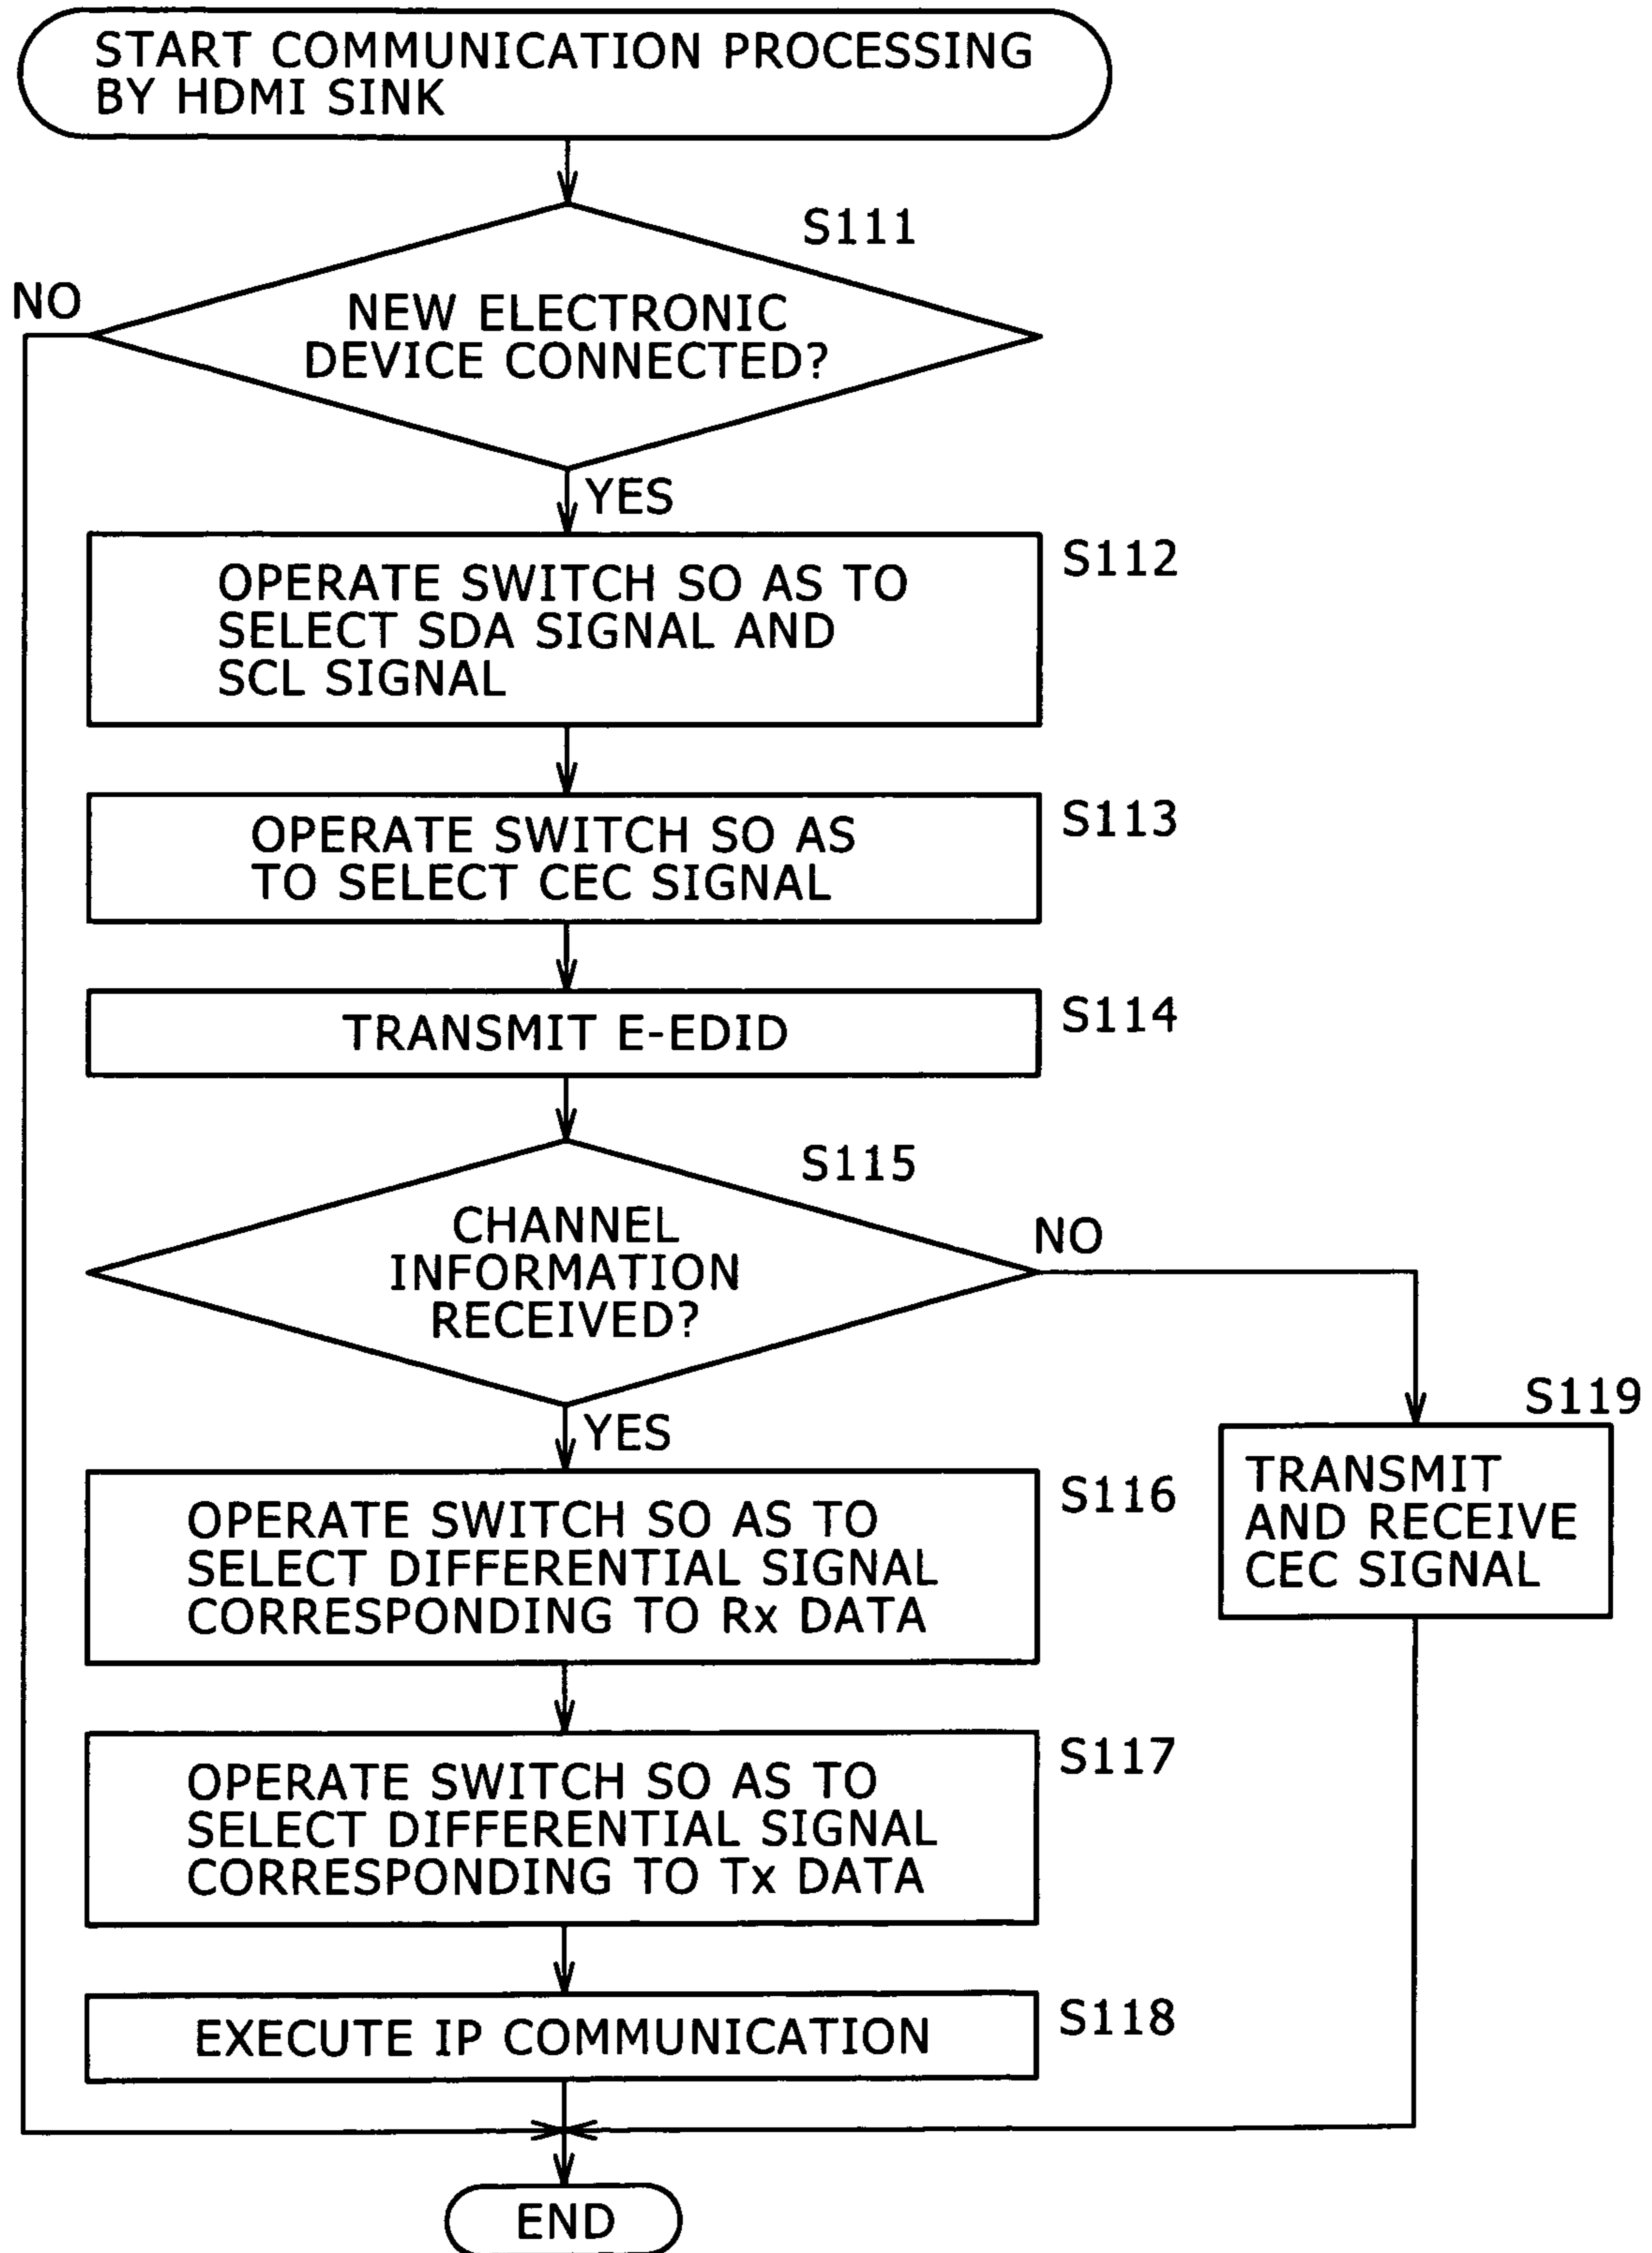 START COMMUNICATION PROCESSING
BY HDMI SINK
S111
NO
NEW ELECTRONIC
DEVICE CONNECTED?
YES
S112
OPERATE SWITCH SO AS TO
SELECT SDA SIGNAL AND
SCL SIGNAL
S113
OPERATE SWITCH SO AS
TO SELECT CEC SIGNAL
S114
TRANSMIT E-EDID
S115
CHANNEL
INFORMATION
RECEIVED?
NO
YES
S119
TRANSMIT
AND RECEIVE
CEC SIGNAL
S116
OPERATE SWITCH SO AS TO
SELECT DIFFERENTIAL SIGNAL
CORRESPONDING TO Rx DATA
S117
OPERATE SWITCH SO AS TO
SELECT DIFFERENTIAL SIGNAL
CORRESPONDING TO Tx DATA
S118
EXECUTE IP COMMUNICATION
END